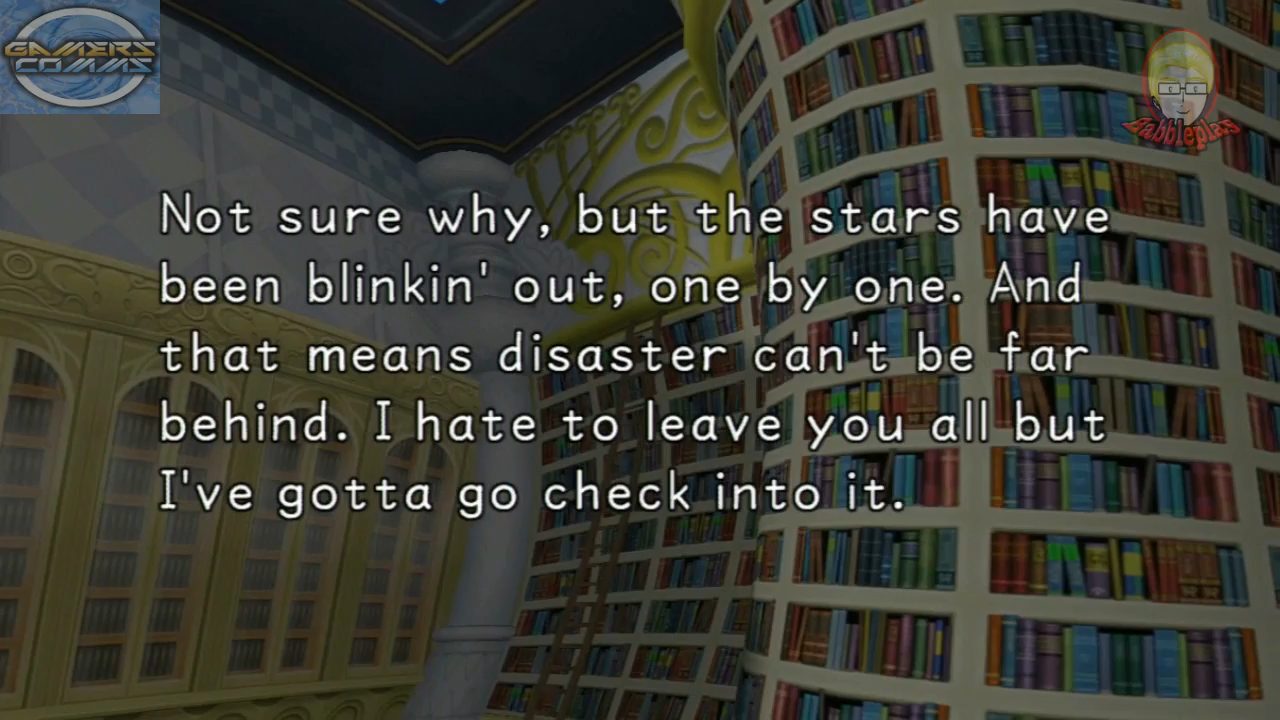 GAMERS
COMMS
Babbleplay
Not sure why, but the stars have
been blinkin' out, one by one. And
that means disaster can't be far
behind. I hate to leave you all but
I've gotta go check into it.